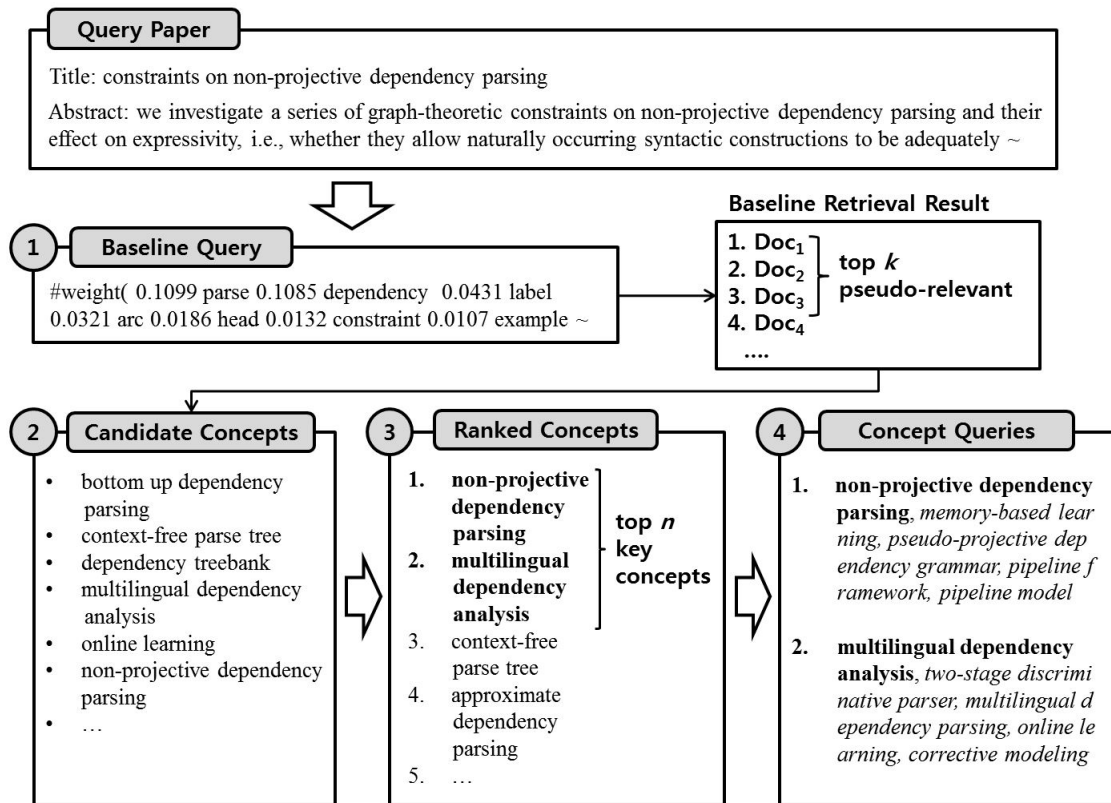 Query Paper
Title: constraints on non-projective dependency parsing
Abstract: we investigate a series of graph-theoretic constraints on non-projective dependency parsing and their
effect on expressivity, i.e., whether they allow naturally occurring syntactic constructions to be adequately ~
1
Baseline Query
#weight( 0.1099 parse 0.1085 dependency 0.0431 label
0.0321 arc 0.0186 head 0.0132 constraint 0.0107 example ~
Baseline Retrieval Result
1. Doc1
2. Doc2
3. Doc3
4. Doc4
....
top k
pseudo-relevant
2
Candidate Concepts
• bottom up dependency
parsing
• context-free parse tree
• dependency treebank
• multilingual dependency
analysis
• online learning
• non-projective dependency
parsing
• …
3
Ranked Concepts
1. non-projective
dependency
parsing
2. multilingual
dependency
analysis
3. context-free
parse tree
4. approximate
dependency
parsing
5. …
top n
key
concepts
4
Concept Queries
1. non-projective dependency
parsing, memory-based lear
ning, pseudo-projective dep
endency grammar, pipeline f
ramework, pipeline model
2. multilingual dependency
analysis, two-stage discrimi
native parser, multilingual d
ependency parsing, online le
arning, corrective modeling